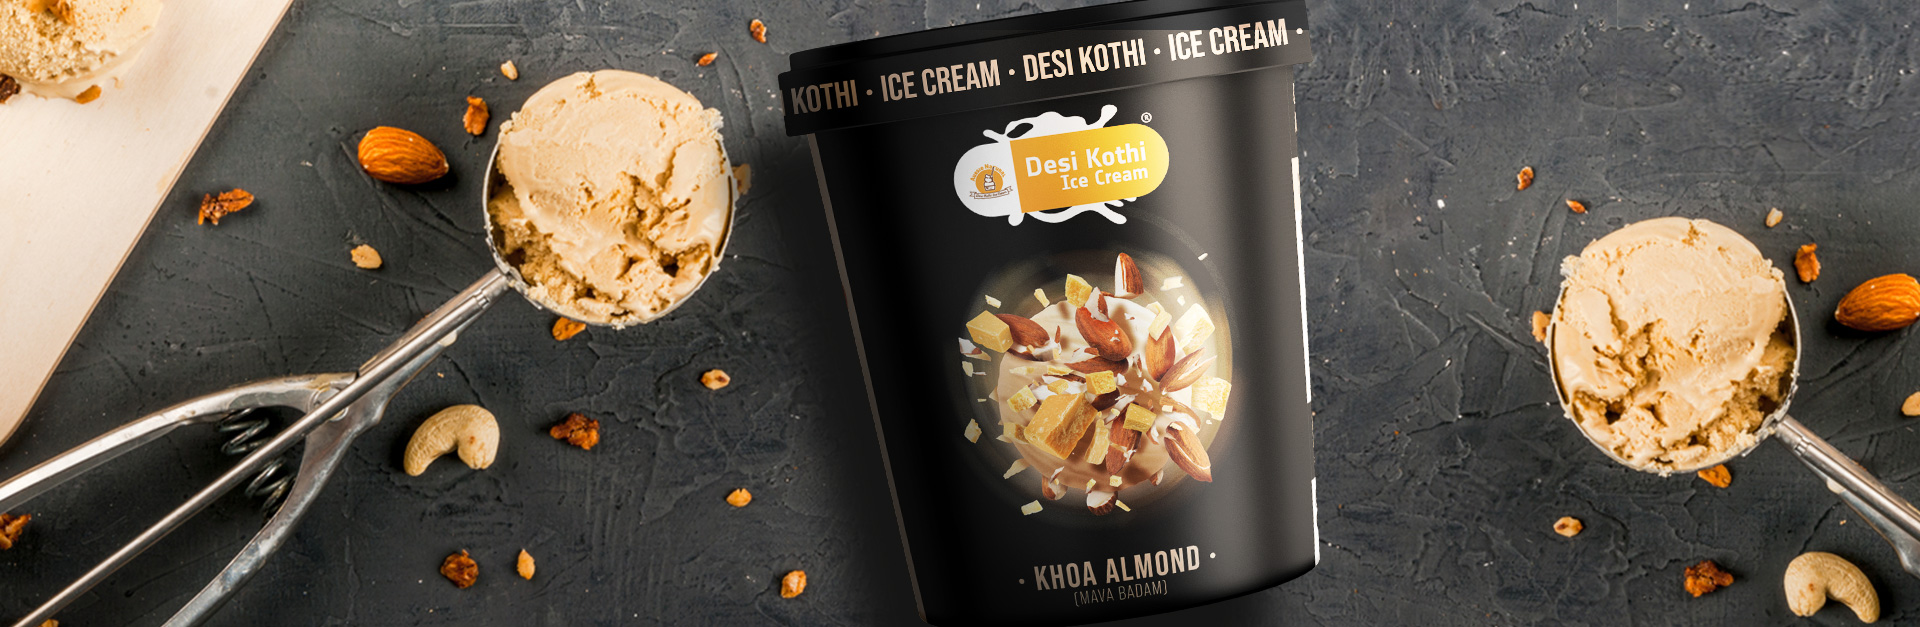 KOTHI · ICE CREAM · DESI KOTHI · ICE CREAM ·
®
Desi Kothi
Ice Cream
· KHOA ALMOND ·
(MAVA BADAM)